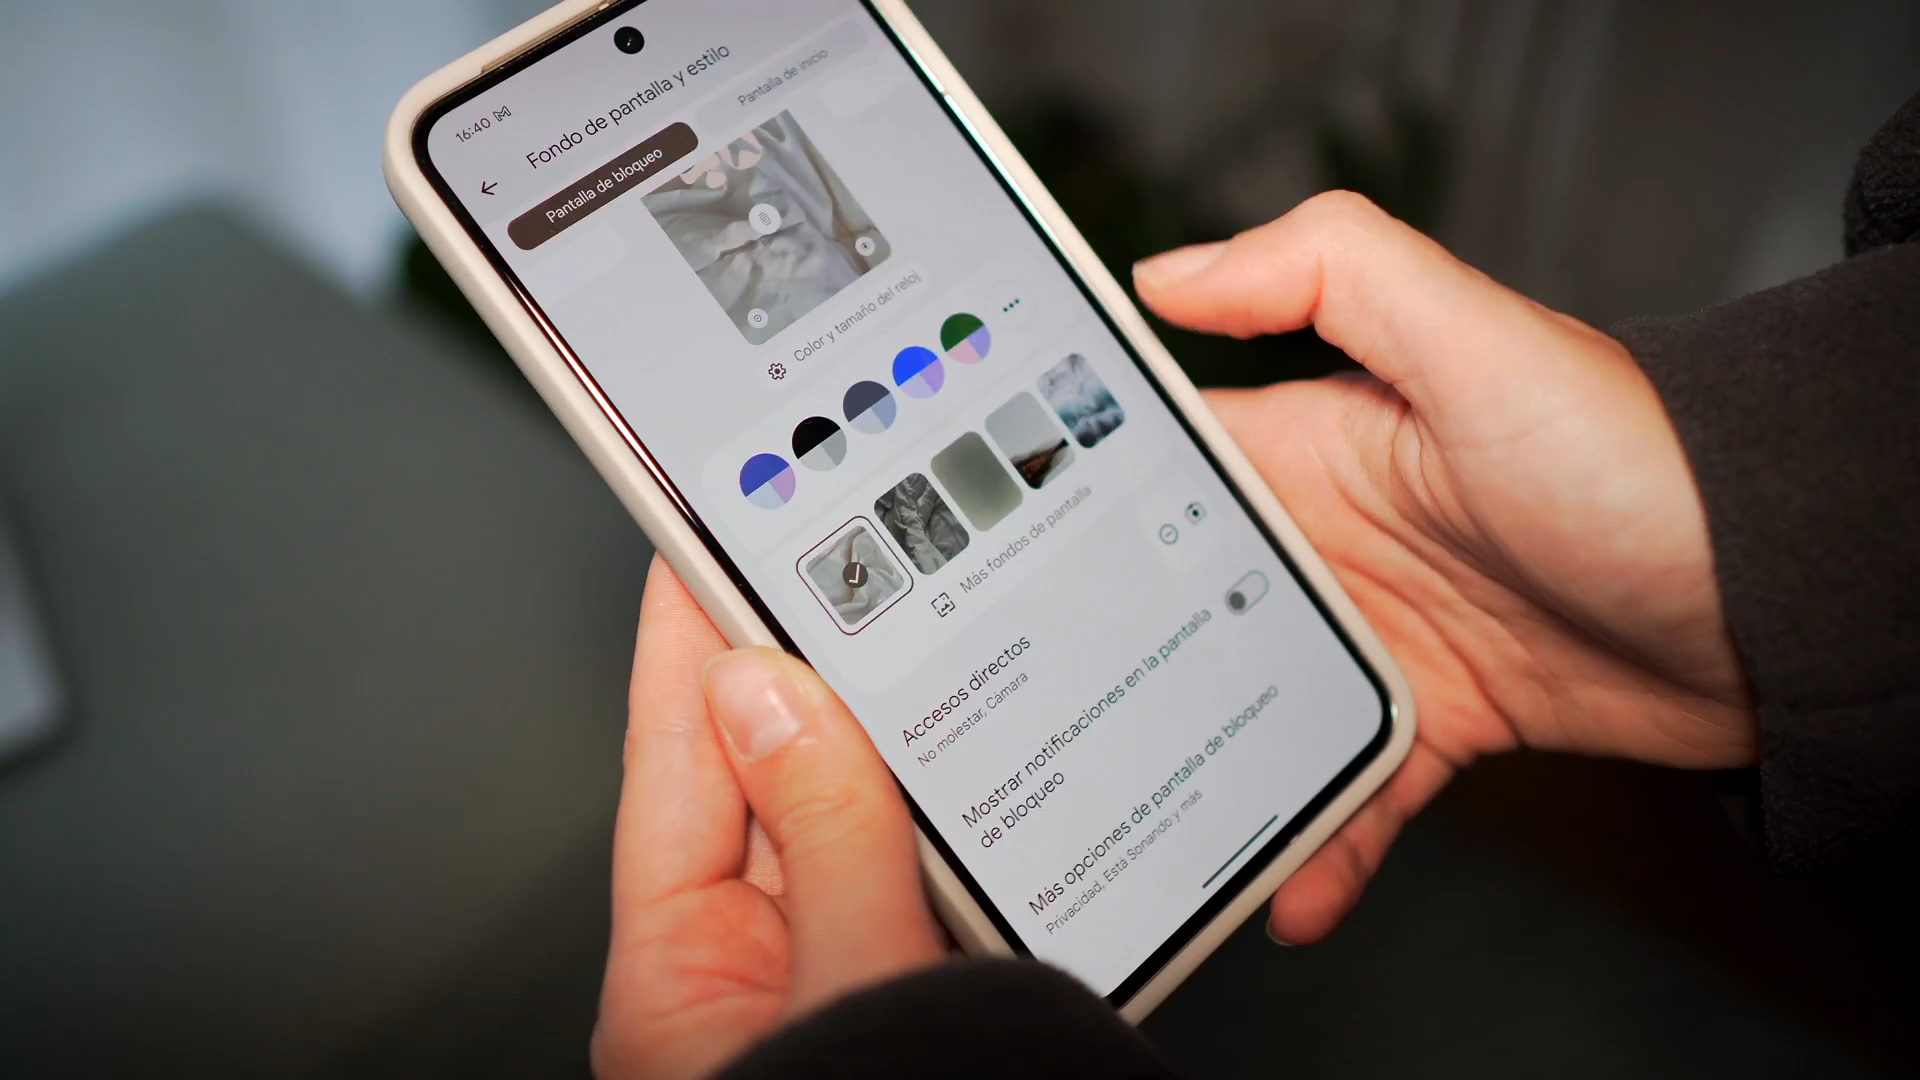 16:40
Fondo de pantalla y estilo
Pantalla de bloqueo
Pantalla de inicio
Color y tamaño del reloj
Más fondos de pantalla
Accesos directos
No molestar, Cámara
Mostrar notificaciones en la pantalla
de bloqueo
Más opciones de pantalla de bloqueo
Privacidad, Está Sonando y más